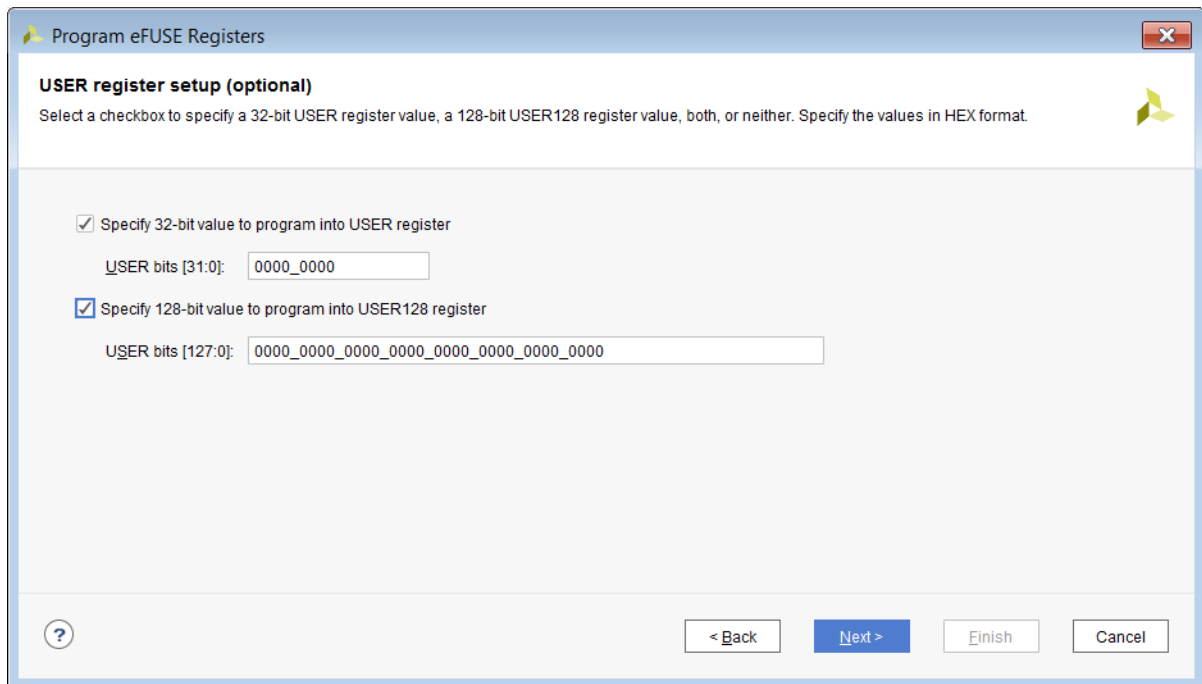 Program eFUSE Registers
USER register setup (optional)
Select a checkbox to specify a 32-bit USER register value, a 128-bit USER128 register value, both, or neither. Specify the values in HEX format.
Specify 32-bit value to program into USER register
USER bits [31:0]: 0000_0000
Specify 128-bit value to program into USER128 register
USER bits [127:0]: 0000_0000_0000_0000_0000_0000_0000_0000
? < Back Next > Finish Cancel